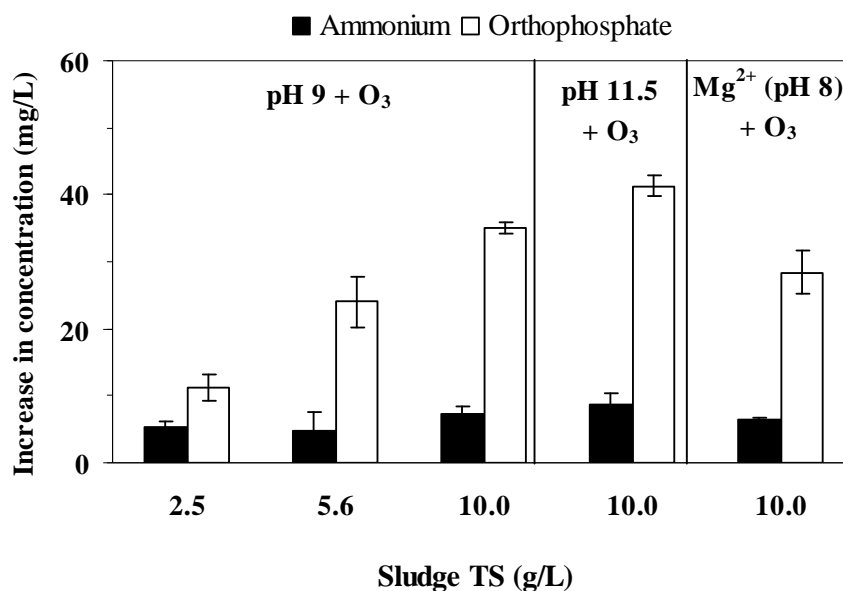 Ammonium Orthophosphate
60
40
20
0
Increase in concentration (mg/L)
pH 9 + O₃
pH 11.5
+ O₃
Mg²⁺ (pH 8)
+ O₃
2.5 5.6 10.0 10.0 10.0
Sludge TS (g/L)